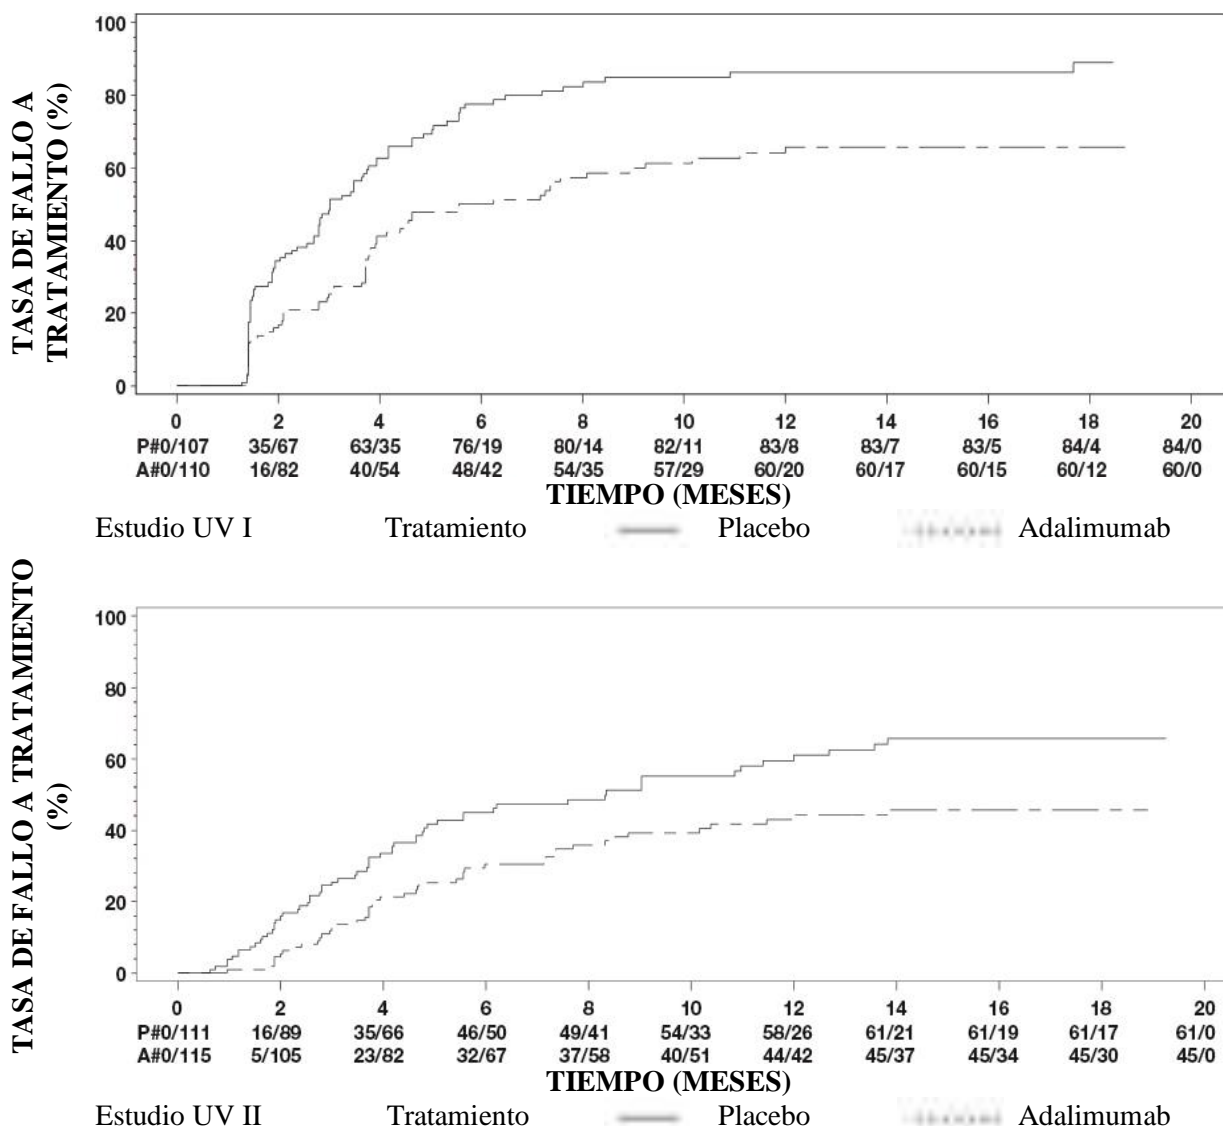 TASA DE FALLO A
TRATAMIENTO (%)
100
80
60
40
20
0
0 2 4 6 8 10 12 14 16 18 20
P#0/107 35/67 63/35 76/19 80/14 82/11 83/8 83/7 83/5 84/4 84/0
A#0/110 16/82 40/54 48/42 54/35 57/29 60/20 60/17 60/15 60/12 60/0
TIEMPO (MESES)
Estudio UV I Tratamiento Placebo Adalimumab
TASA DE FALLO A TRATAMIENTO
(%)
100
80
60
40
20
0
0 2 4 6 8 10 12 14 16 18 20
P#0/111 16/89 35/66 46/50 49/41 54/33 58/26 61/21 61/19 61/17 61/0
A#0/115 5/105 23/82 32/67 37/58 40/51 44/42 45/37 45/34 45/30 45/0
TIEMPO (MESES)
Estudio UV II Tratamiento Placebo Adalimumab